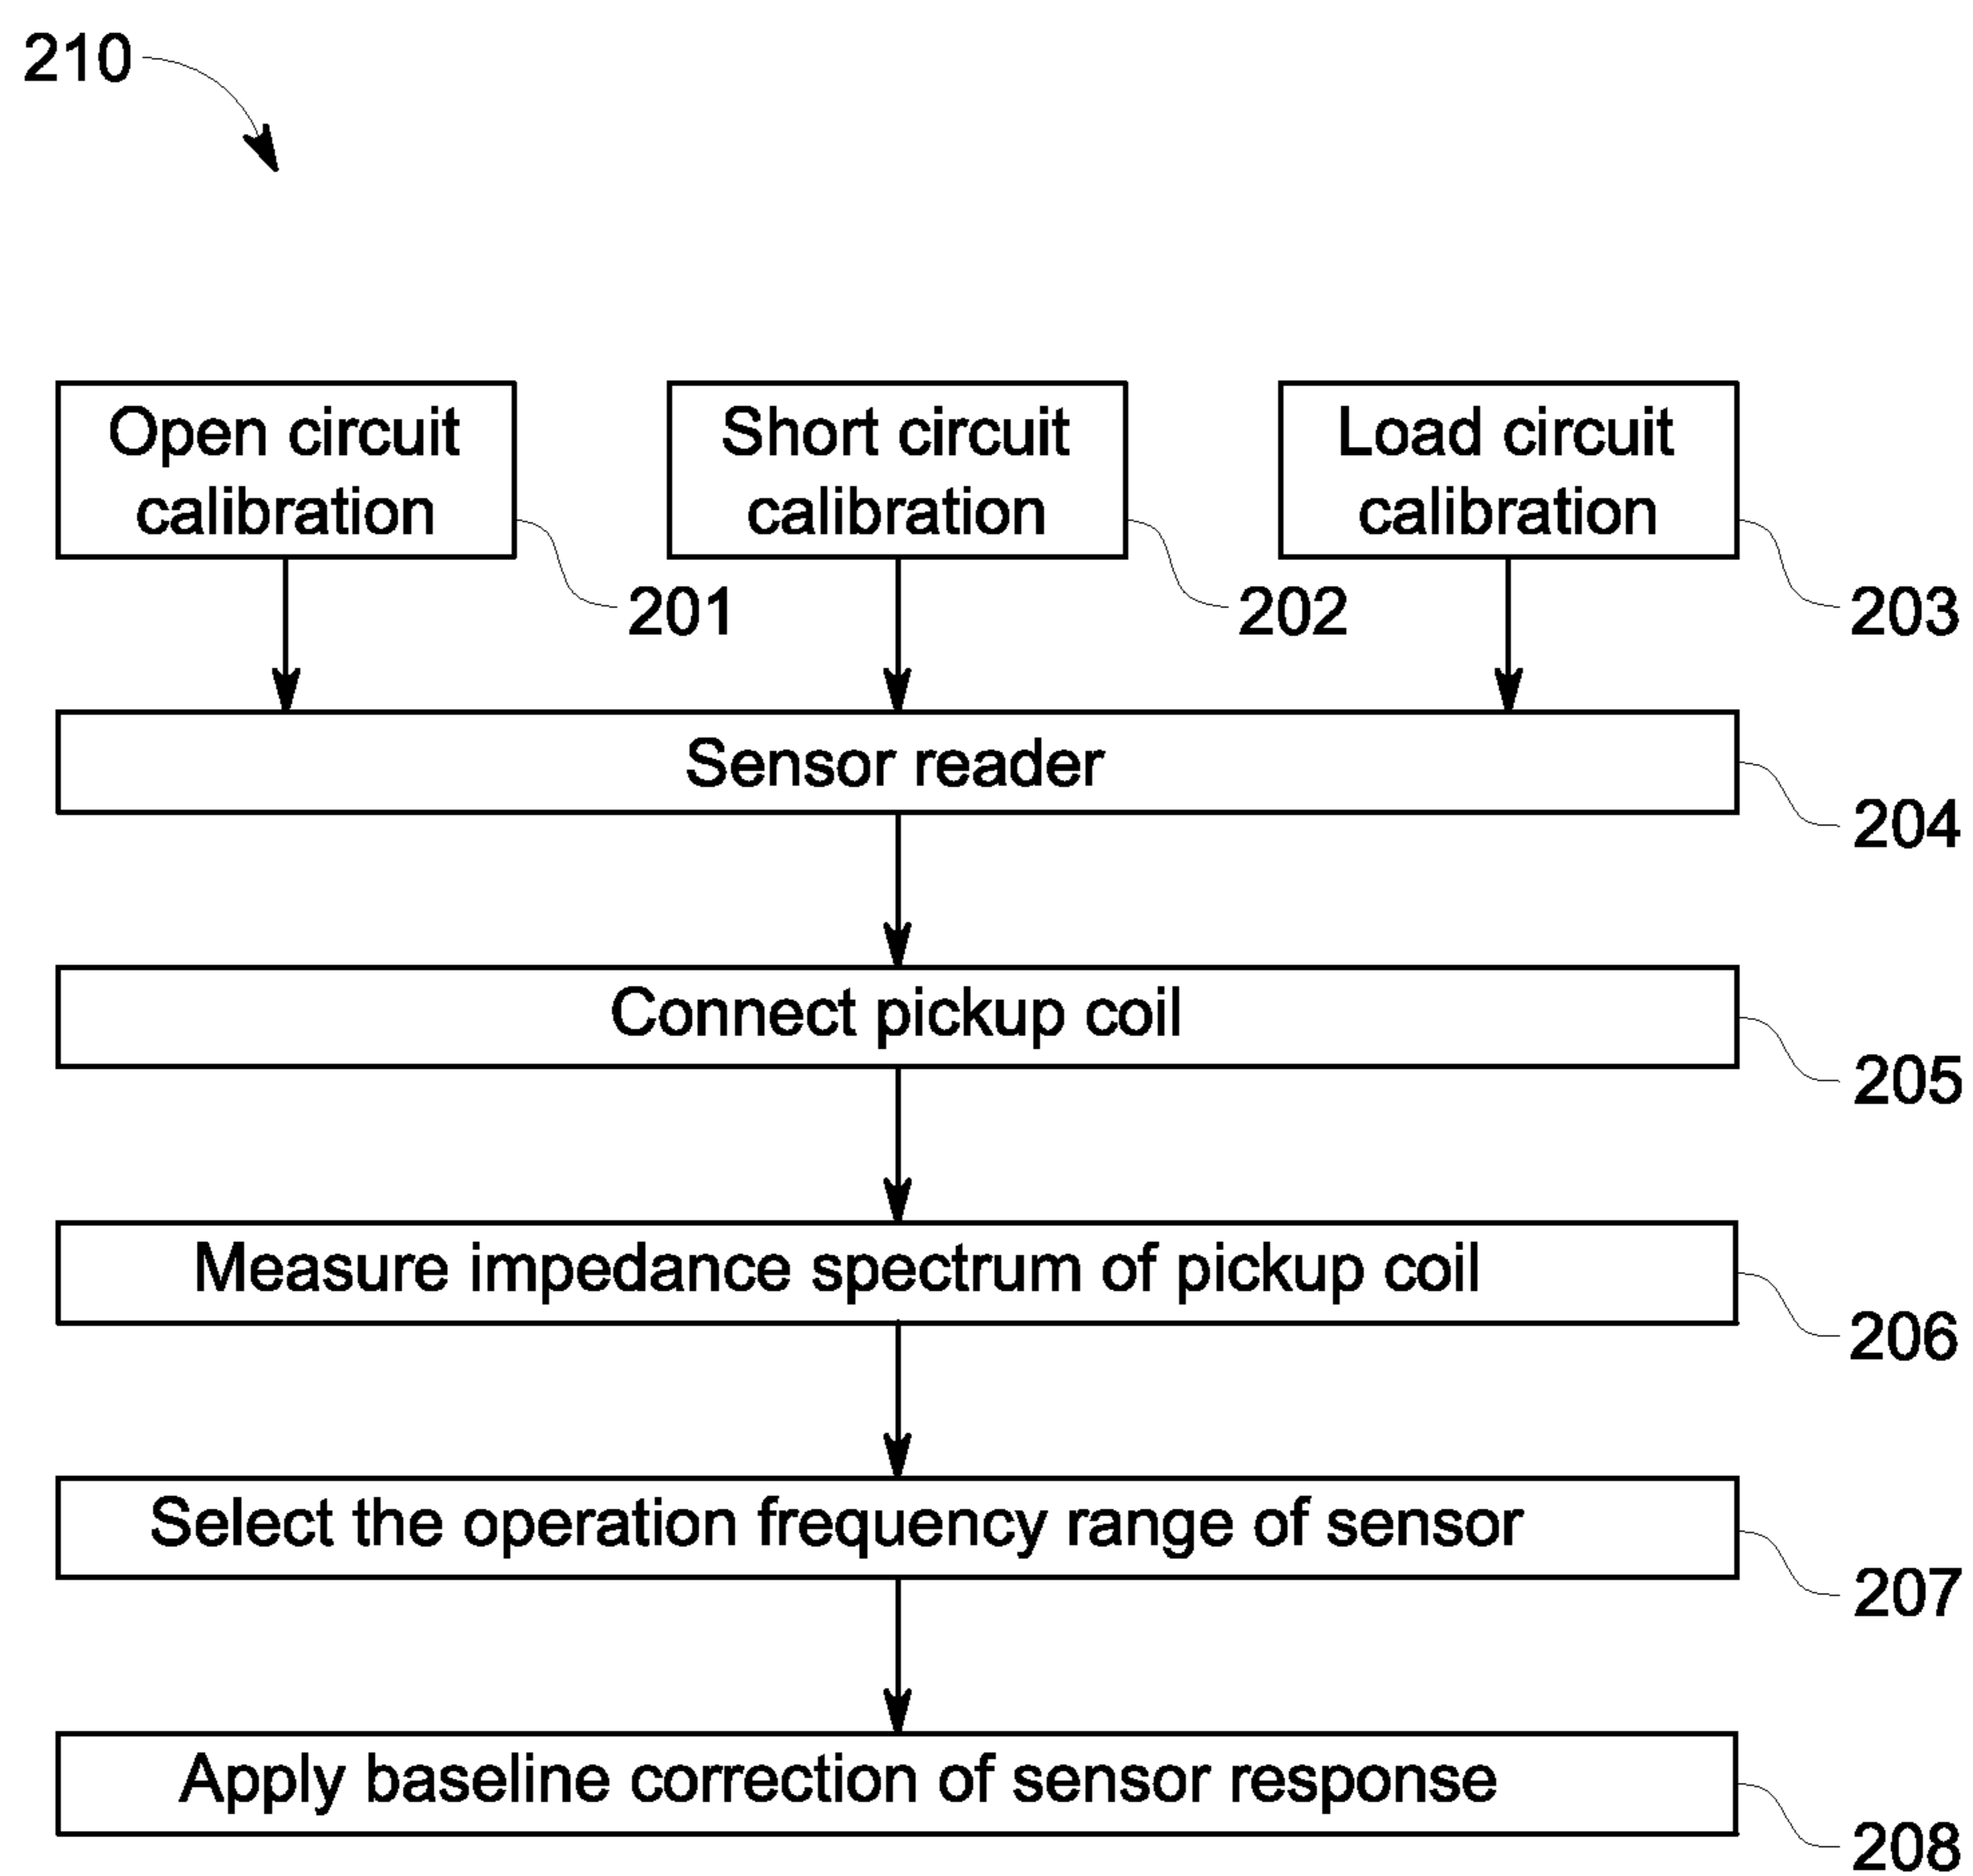 210
Open circuit
calibration
201
Short circuit
calibration
202
Load circuit
calibration
203
Sensor reader
204
Connect pickup coil
205
Measure impedance spectrum of pickup coil
206
Select the operation frequency range of sensor
207
Apply baseline correction of sensor response
208